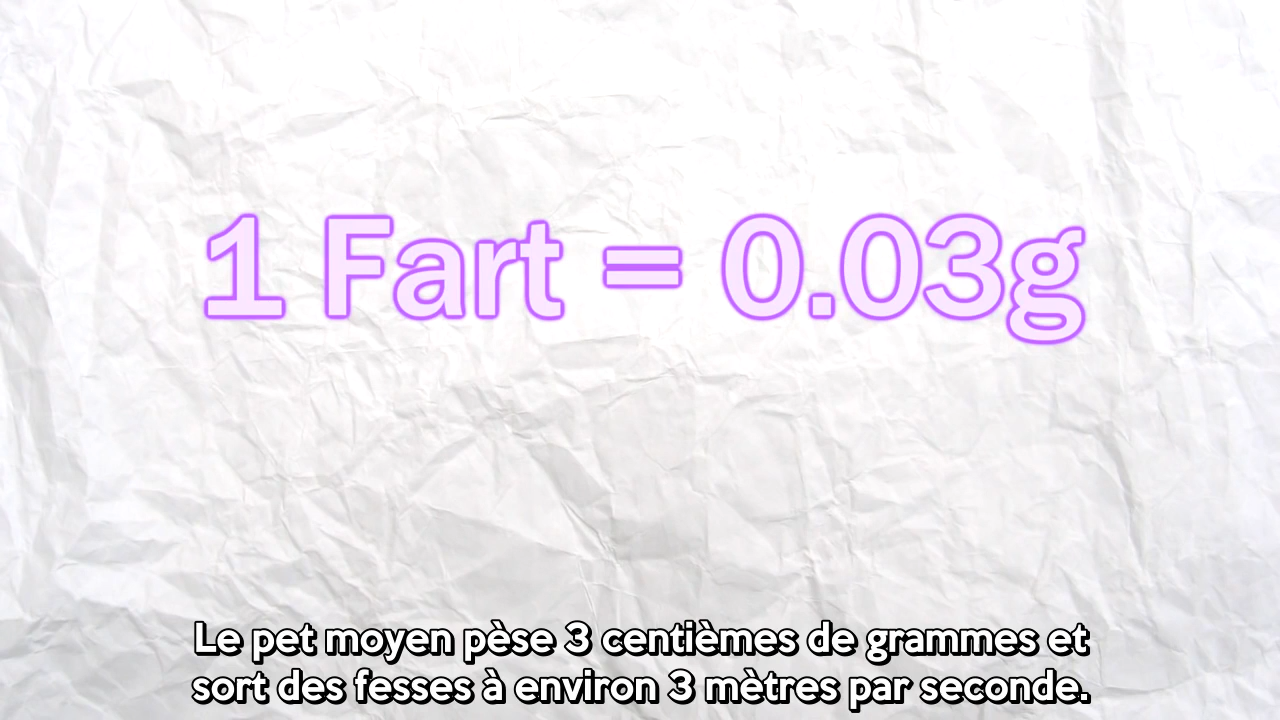 1 Fart = 0.03g
Le pet moyen pèse 3 centièmes de grammes et
sort des fesses à environ 3 mètres par seconde.